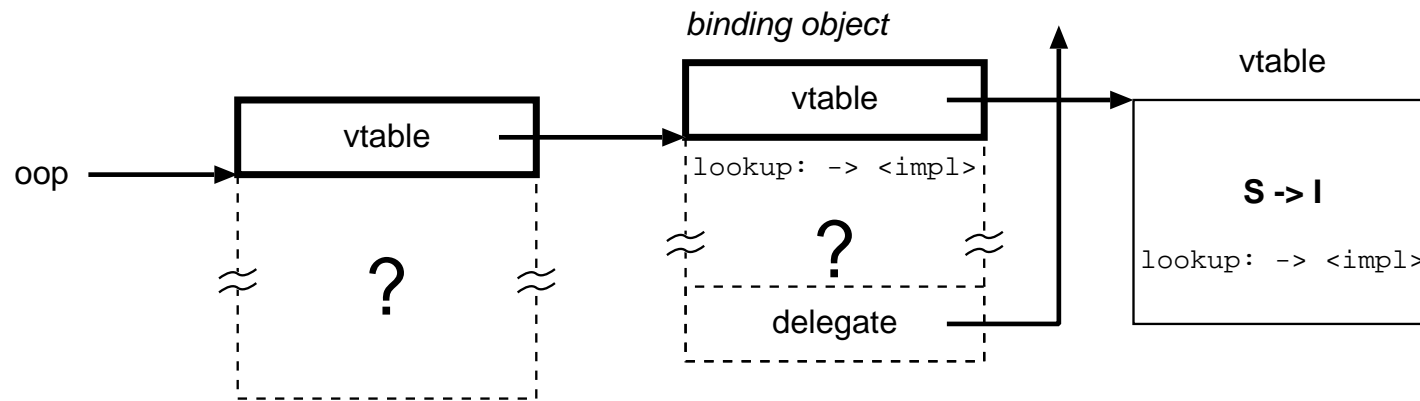 binding object
vtable
vtable
vtable
oop
lookup: -> <impl>
?
?
S -> I
lookup: -> <impl>
delegate